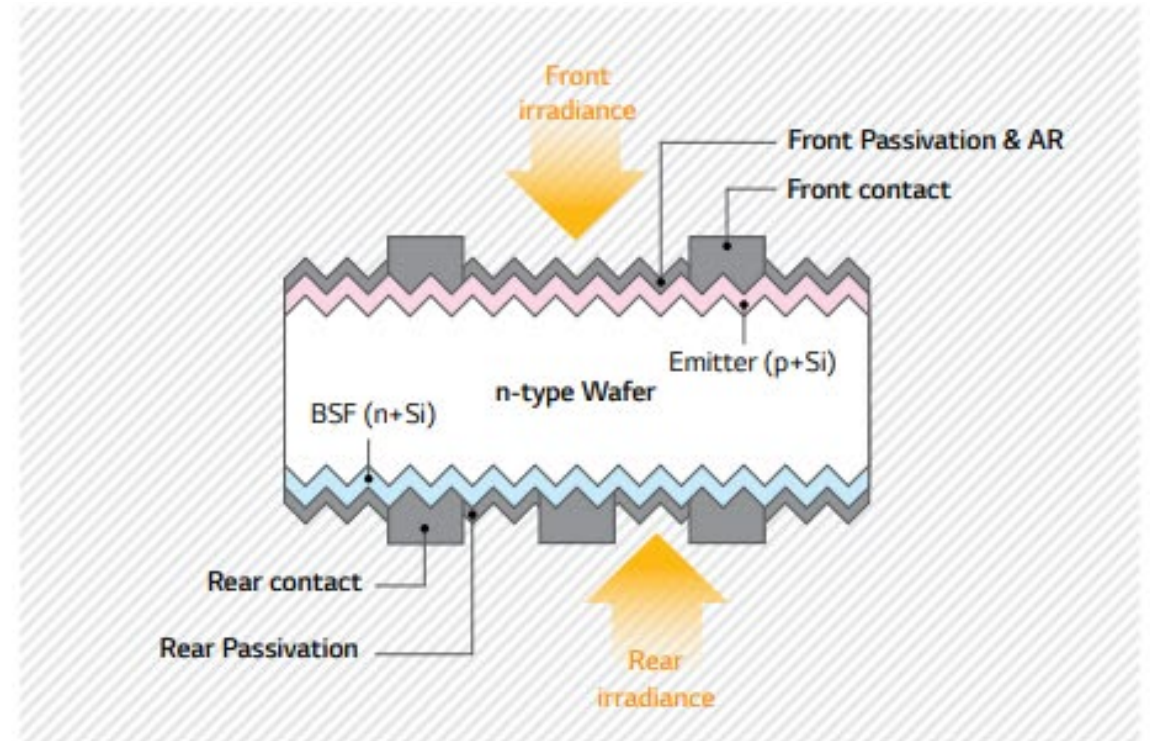 Front
irradiance
Front Passivation & AR
Front contact
Emitter (p+Si)
n-type Wafer
BSF (n+Si)
Rear contact
Rear Passivation
Rear
irradiance